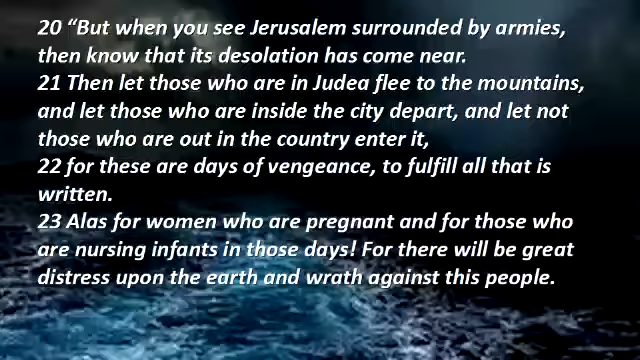 20 “But when you see Jerusalem surrounded by armies,
then know that its desolation has come near.
21 Then let those who are in Judea flee to the mountains,
and let those who are inside the city depart, and let not
those who are out in the country enter it,
22 for these are days of vengeance, to fulfill all that is
written.
23 Alas for women who are pregnant and for those who
are nursing infants in those days! For there will be great
distress upon the earth and wrath against this people.